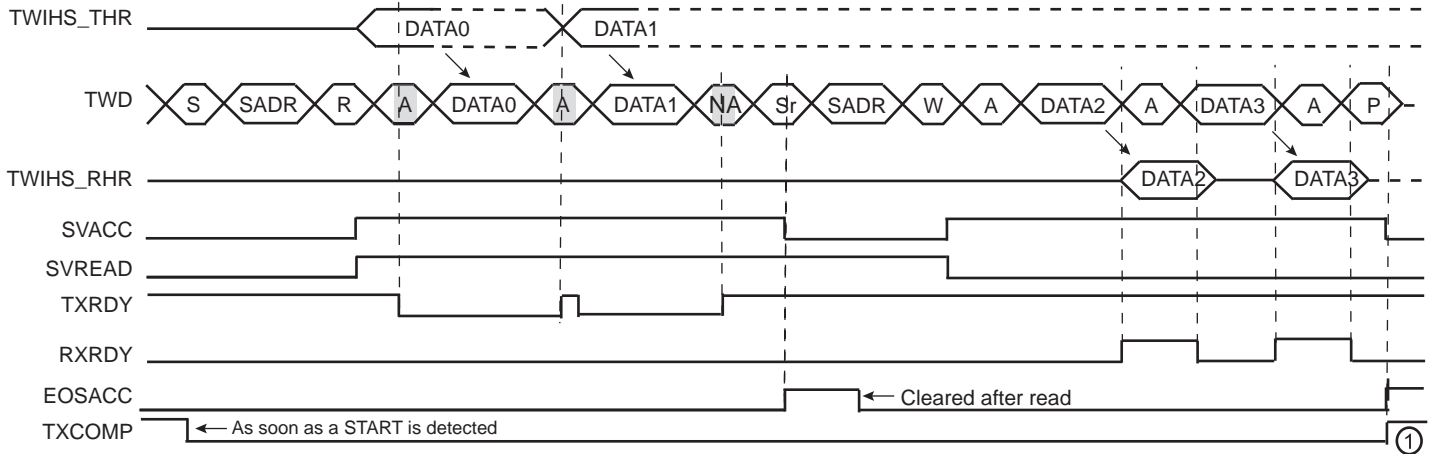 TWIHS_THR DATA0 DATA1
TWD S SADR R A DATA0 A DATA1 NA Sr SADR W A DATA2 A DATA3 A P
TWIHS_RHR DATA2 DATA3
SVACC
SVREAD
TXRDY
RXRDY
EOSACC Cleared after read
TXCOMP As soon as a START is detected 1